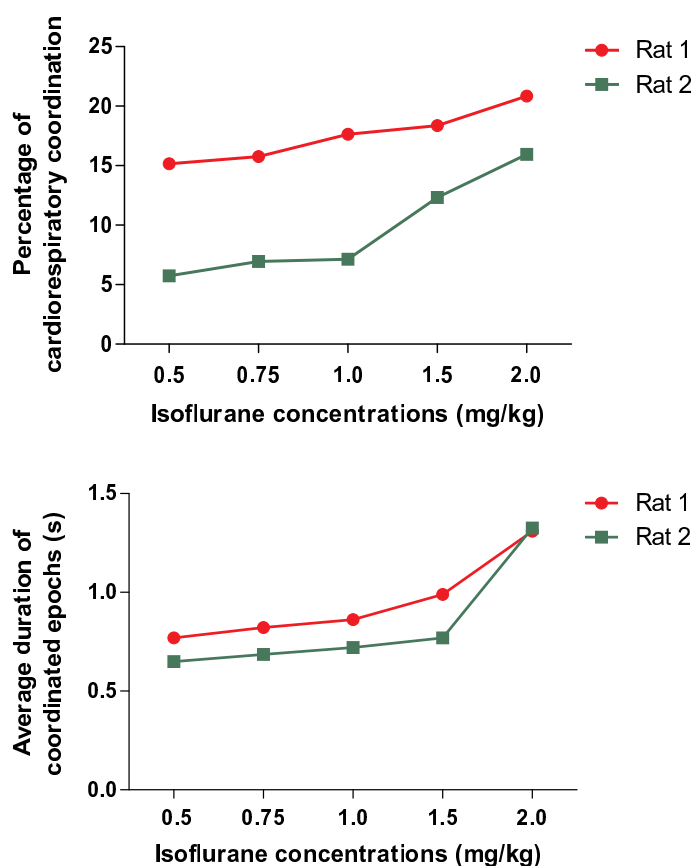 Percentage of
cardiorespiratory coordination
25
20
15
10
5
0
0.5 0.75 1.0 1.5 2.0
Isoflurane concentrations (mg/kg)
Rat 1
Rat 2
Average duration of
coordinated epochs (s)
1.5
1.0
0.5
0.0
0.5 0.75 1.0 1.5 2.0
Isoflurane concentrations (mg/kg)
Rat 1
Rat 2